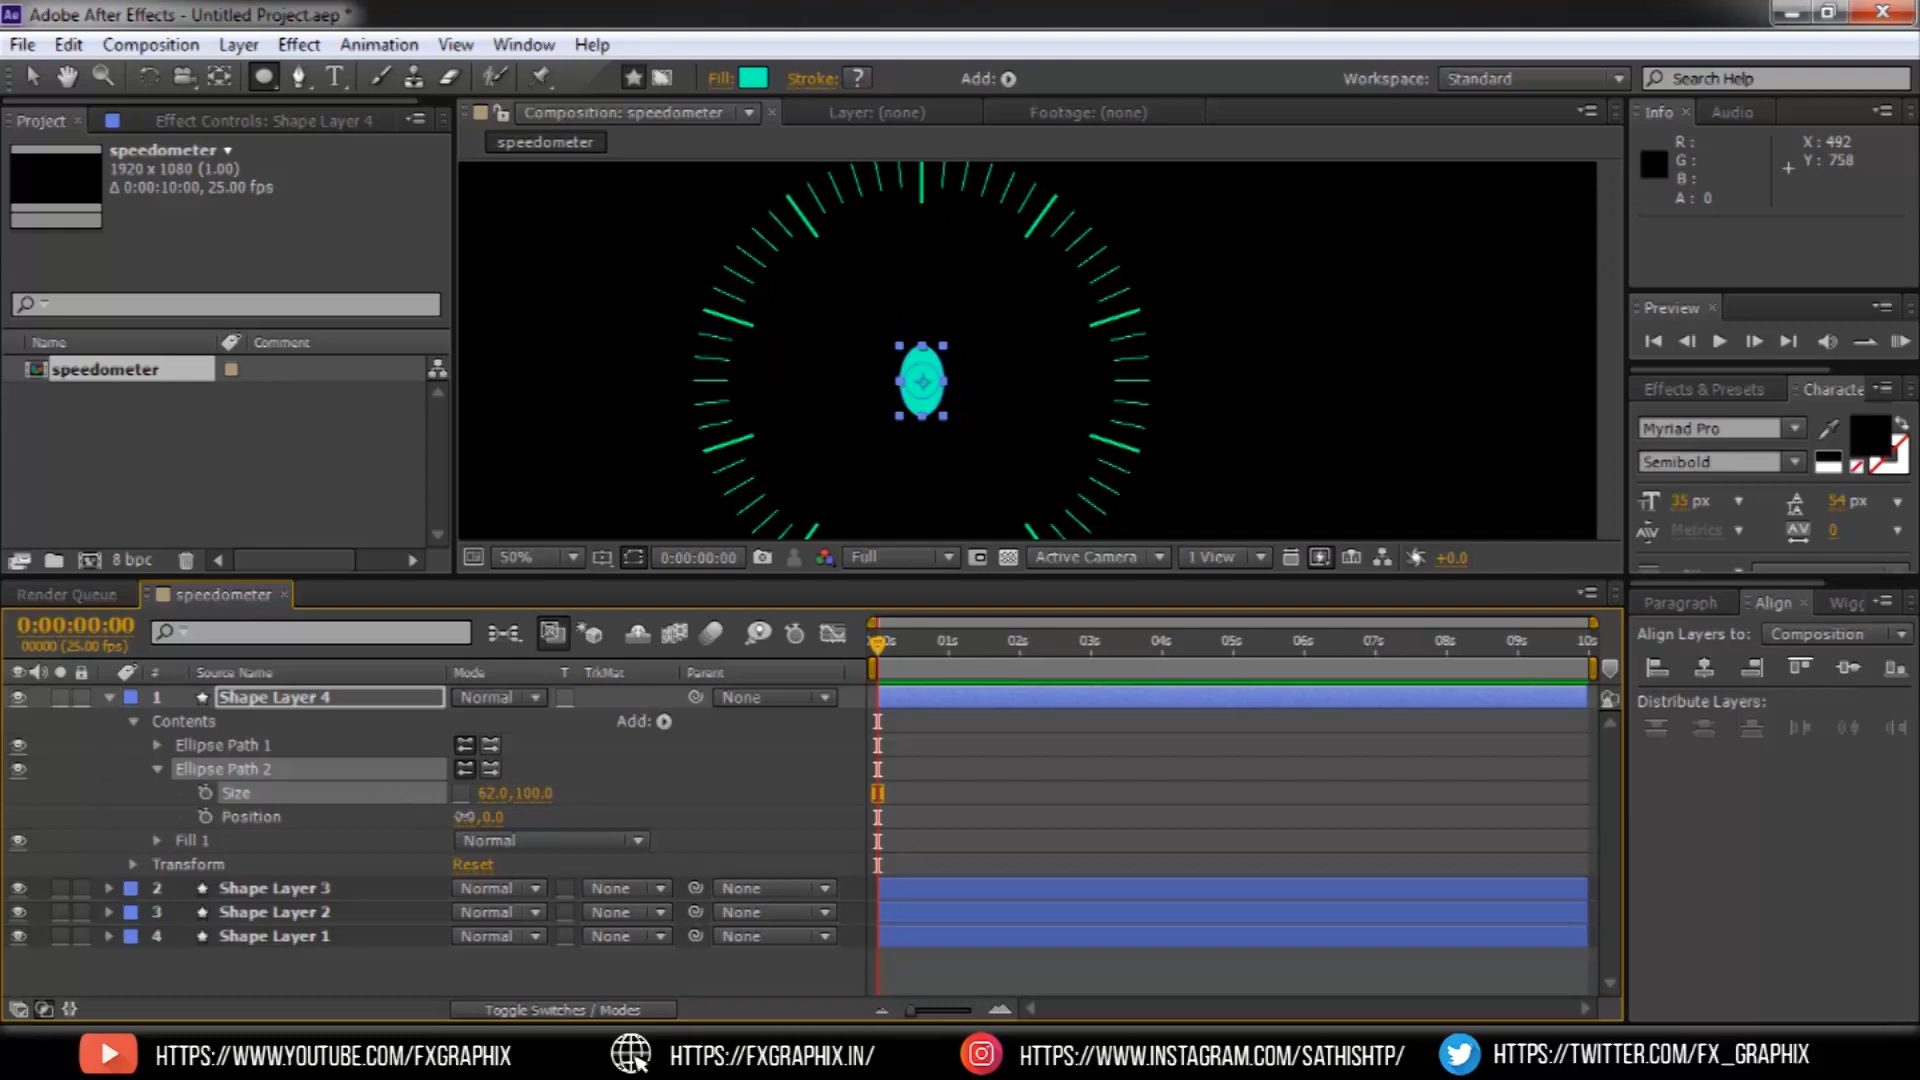 Ae Adobe After Effects - Untitled Project.aep *
File Edit Composition Layer Effect Animation View Window Help
Fill: Stroke: ? Add: Workspace: Standard Search Help
Project × Effect Controls: Shape Layer 4
speedometer
1920 x 1080 (1.00)
Δ 0:00:10:00, 25.00 fps
Name Comment
speedometer
8 bpc
Composition: speedometer × Layer: (none) Footage: (none)
speedometer
50% 0:00:00:00 Full Active Camera 1 View +0.0
Info × Audio
R : X : 492
G : Y : 758
B :
A : 0
Preview ×
Effects & Presets Characte
Myriad Pro
Semibold
35 px 54 px
Metrics 0
Render Queue speedometer ×
0:00:00:00
00000 (25.00 fps)
01s 02s 03s 04s 05s 06s 07s 08s 09s 10s
# Source Name Mode T TrkMat Parent
1 Shape Layer 4 Normal None
Contents Add:
Ellipse Path 1
Ellipse Path 2
Size 62.0,100.0
Position ,0.0
Fill 1 Normal
Transform Reset
2 Shape Layer 3 Normal None None
3 Shape Layer 2 Normal None None
4 Shape Layer 1 Normal None None
Toggle Switches / Modes
Paragraph Align × Wigg
Align Layers to: Composition
Distribute Layers:
HTTPS://WWW.YOUTUBE.COM/FXGRAPHIX HTTPS://FXGRAPHIX.IN/ HTTPS://WWW.INSTAGRAM.COM/SATHISHTP/ HTTPS://TWITTER.COM/FX_GRAPHIX